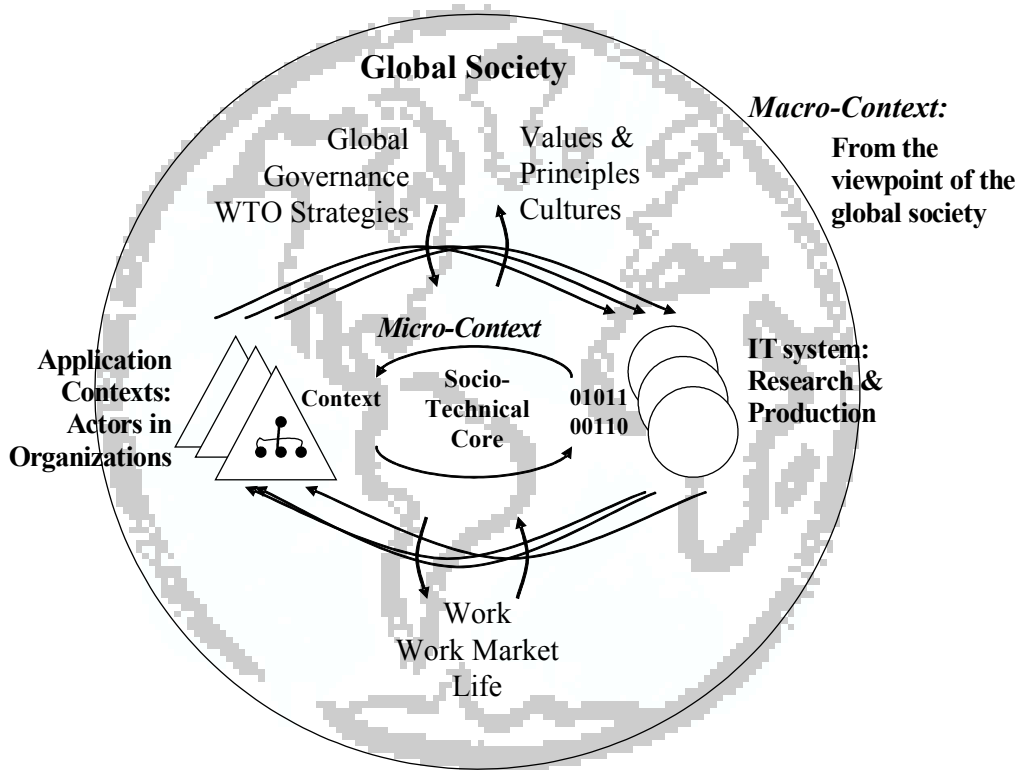 Global Society
Macro-Context:
From the
viewpoint of the
global society
Global
Governance
WTO Strategies
Values &
Principles
Cultures
Micro-Context
Application
Contexts:
Actors in
Organizations
Context
Socio-
Technical
Core
01011
00110
IT system:
Research &
Production
Work
Work Market
Life